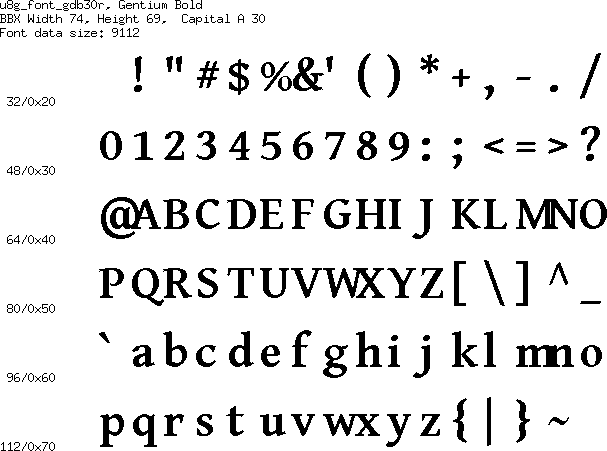 u8g_font_gdb30r, Gentium Bold
BBX Width 74, Height 69, Capital A 30
Font data size: 9112
32/0x20 ! " # $ % & ' ( ) * + , - . /
48/0x30 0 1 2 3 4 5 6 7 8 9 : ; < = > ?
64/0x40 @ A B C D E F G H I J K L M N O
80/0x50 P Q R S T U V W X Y Z [ \ ] ^ _
96/0x60 ` a b c d e f g h i j k l m n o
112/0x70 p q r s t u v w x y z { | } ~